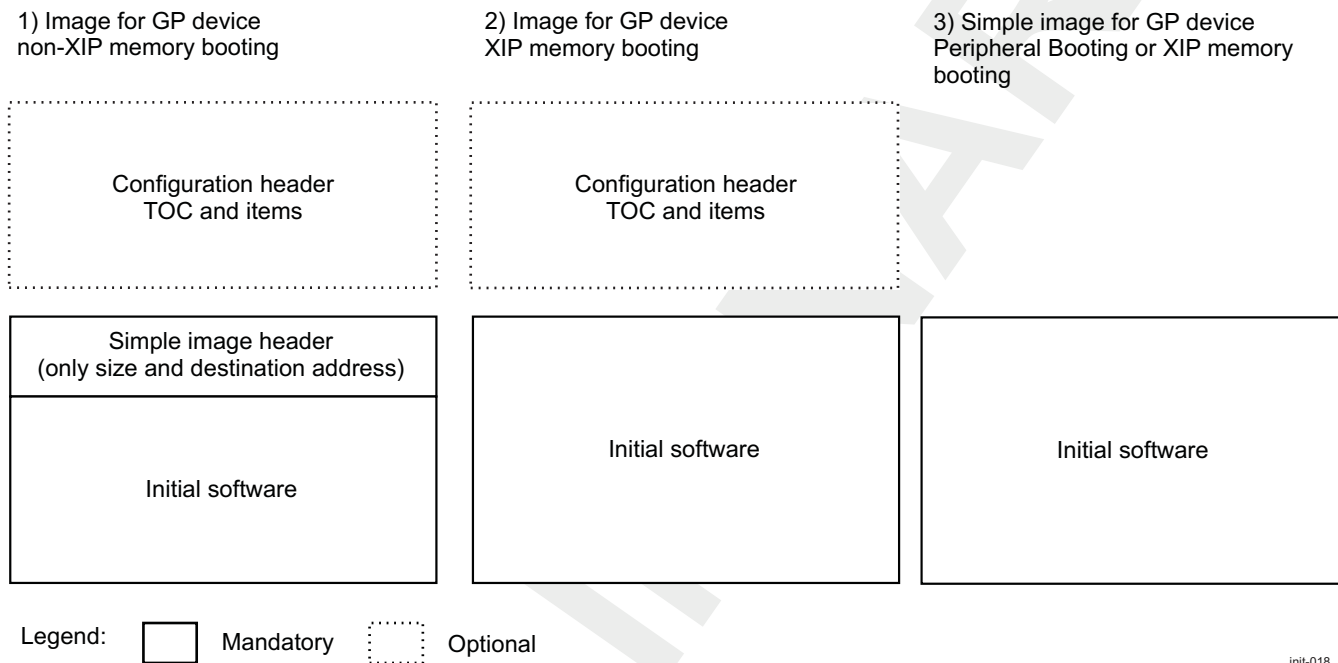 1) Image for GP device
non-XIP memory booting
2) Image for GP device
XIP memory booting
3) Simple image for GP device
Peripheral Booting or XIP memory
booting
Configuration header
TOC and items
Configuration header
TOC and items
Simple image header
(only size and destination address)
Initial software
Initial software
Initial software
Legend:
Mandatory
Optional
init-018